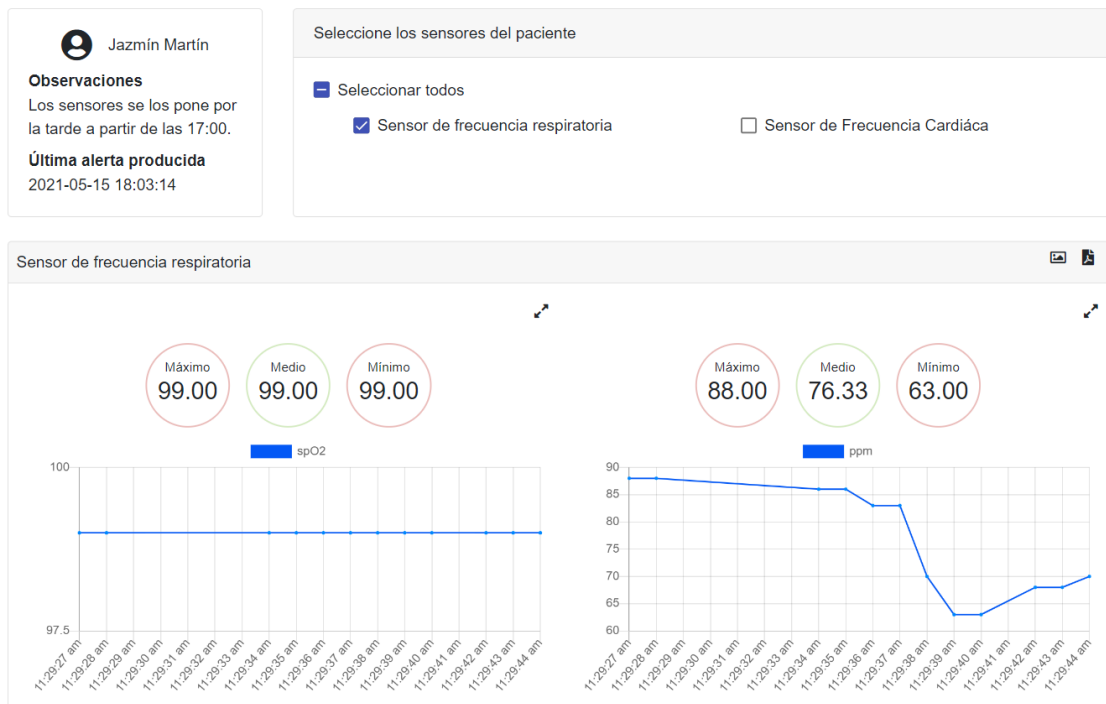 Jazmín Martín
Observaciones
Los sensores se los pone por
la tarde a partir de las 17:00.
Última alerta producida
2021-05-15 18:03:14
Seleccione los sensores del paciente
Seleccionar todos
Sensor de frecuencia respiratoria
Sensor de Frecuencia Cardiáca
Sensor de frecuencia respiratoria
Máximo
99.00
Medio
99.00
Mínimo
99.00
spO2
100
97.5
11:29:27 am
11:29:28 am
11:29:29 am
11:29:30 am
11:29:31 am
11:29:32 am
11:29:33 am
11:29:34 am
11:29:35 am
11:29:36 am
11:29:37 am
11:29:38 am
11:29:39 am
11:29:40 am
11:29:41 am
11:29:42 am
11:29:43 am
11:29:44 am
Máximo
88.00
Medio
76.33
Mínimo
63.00
ppm
90
85
80
75
70
65
60
11:29:27 am
11:29:28 am
11:29:29 am
11:29:30 am
11:29:31 am
11:29:32 am
11:29:33 am
11:29:34 am
11:29:35 am
11:29:36 am
11:29:37 am
11:29:38 am
11:29:39 am
11:29:40 am
11:29:41 am
11:29:42 am
11:29:43 am
11:29:44 am